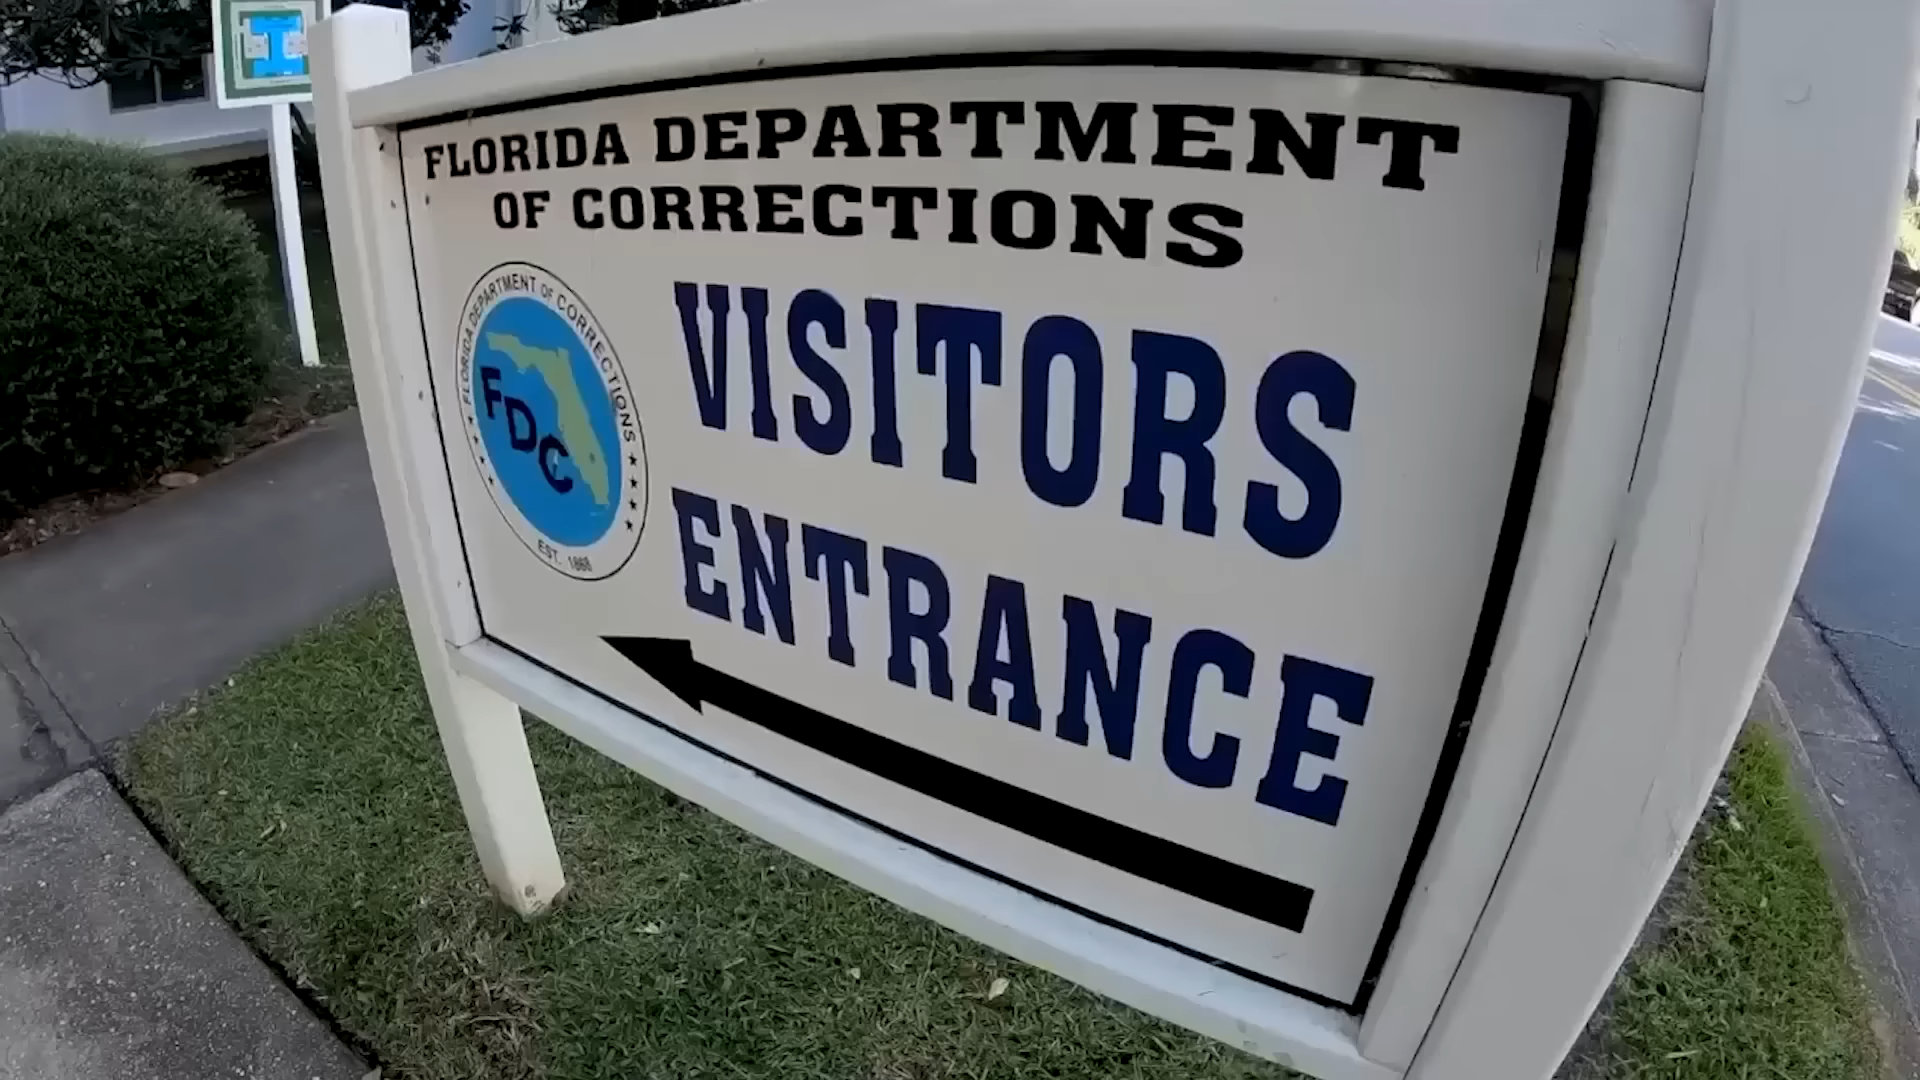 FLORIDA DEPARTMENT
OF CORRECTIONS
FLORIDA DEPARTMENT OF CORRECTIONS
FDC
EST. 1868
VISITORS
ENTRANCE